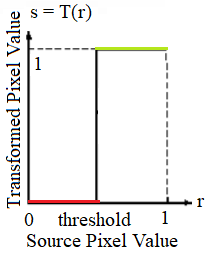 s = T(r)
Transformed Pixel Value
1
r
0 threshold 1
Source Pixel Value